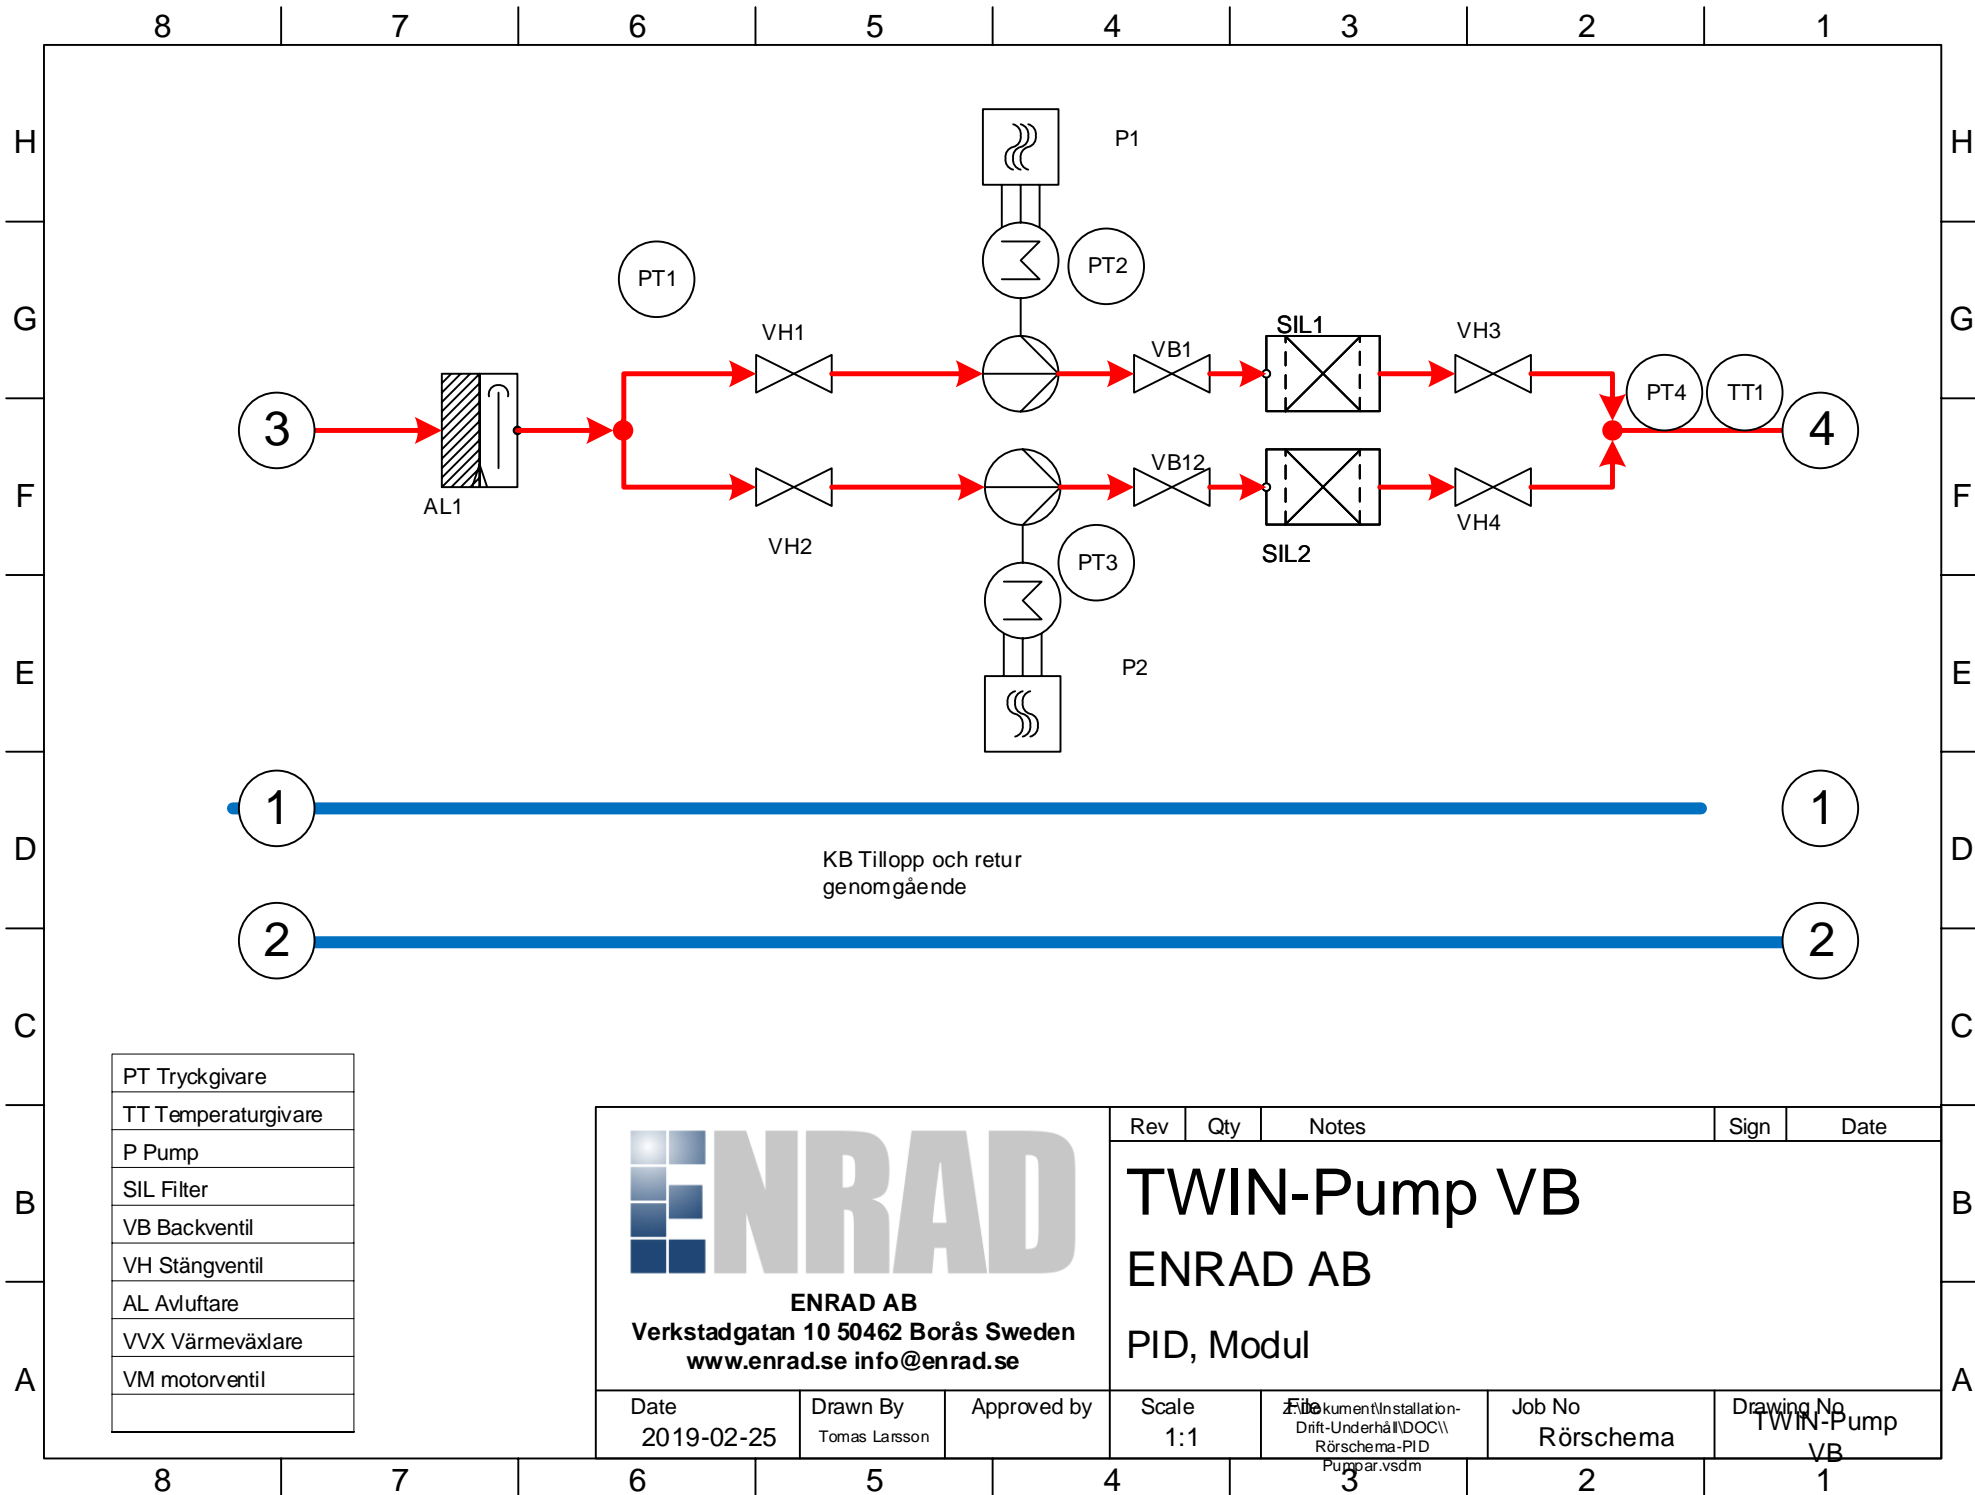 8 7 6 5 4 3 2 1
H H
P1
PT1 PT2
G G
VH1 VB1 SIL1 VH3
PT4 TT1
3 4
AL1 VB12
F F
VH2 PT3 SIL2 VH4
E P2 E
1 1
D D
KB Tillopp och retur
genomgående
2 2
C C
PT Tryckgivare
TT Temperaturgivare
P Pump
SIL Filter
VB Backventil
VH Stängventil
AL Avluftare
VVX Värmeväxlare
VM motorventil
B B
A A
ENRAD
ENRAD AB
Verkstadgatan 10 50462 Borås Sweden
www.enrad.se info@enrad.se
Rev Qty Notes Sign Date
TWIN-Pump VB
ENRAD AB
PID, Modul
Date
2019-02-25
Drawn By
Tomas Larsson
Approved by
Scale
1:1
File
Z:\Dokument\Installation-
Drift-Underhåll\DOC\\
Rörschema-PID
Pumpar.vsdm
Job No
Rörschema
Drawing No
TWIN-Pump
VB
8 7 6 5 4 3 2 1